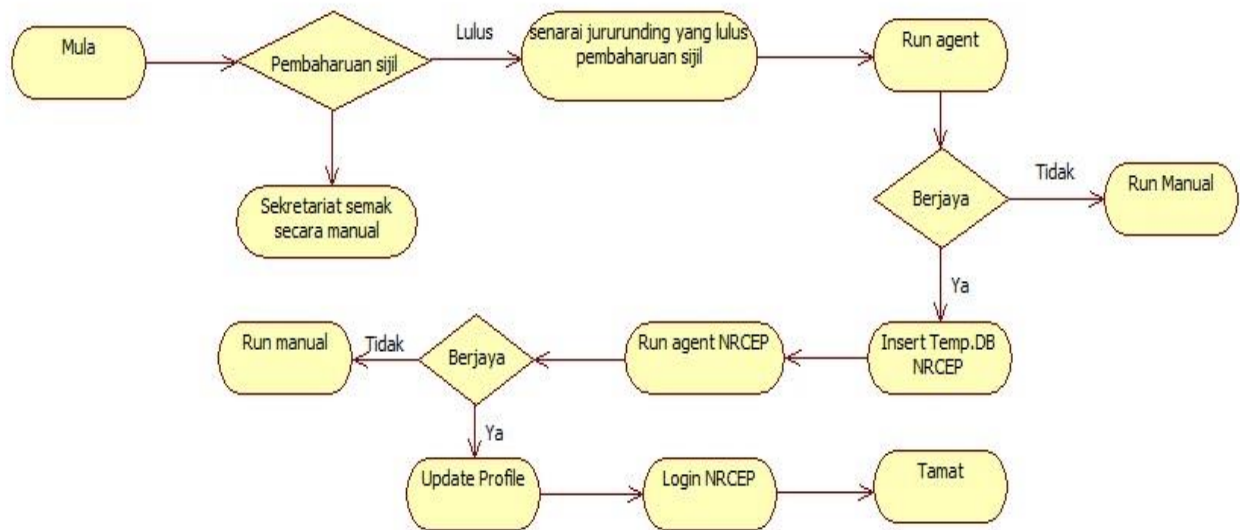 Mula
Pembaharuan sijil
Lulus
senarai jururunding yang lulus
pembaharuan sijil
Run agent
Sekretariat semak
secara manual
Berjaya
Tidak
Run Manual
Ya
Run manual
Tidak
Berjaya
Run agent NRCEP
Insert Temp.DB
NRCEP
Ya
Update Profile
Login NRCEP
Tamat